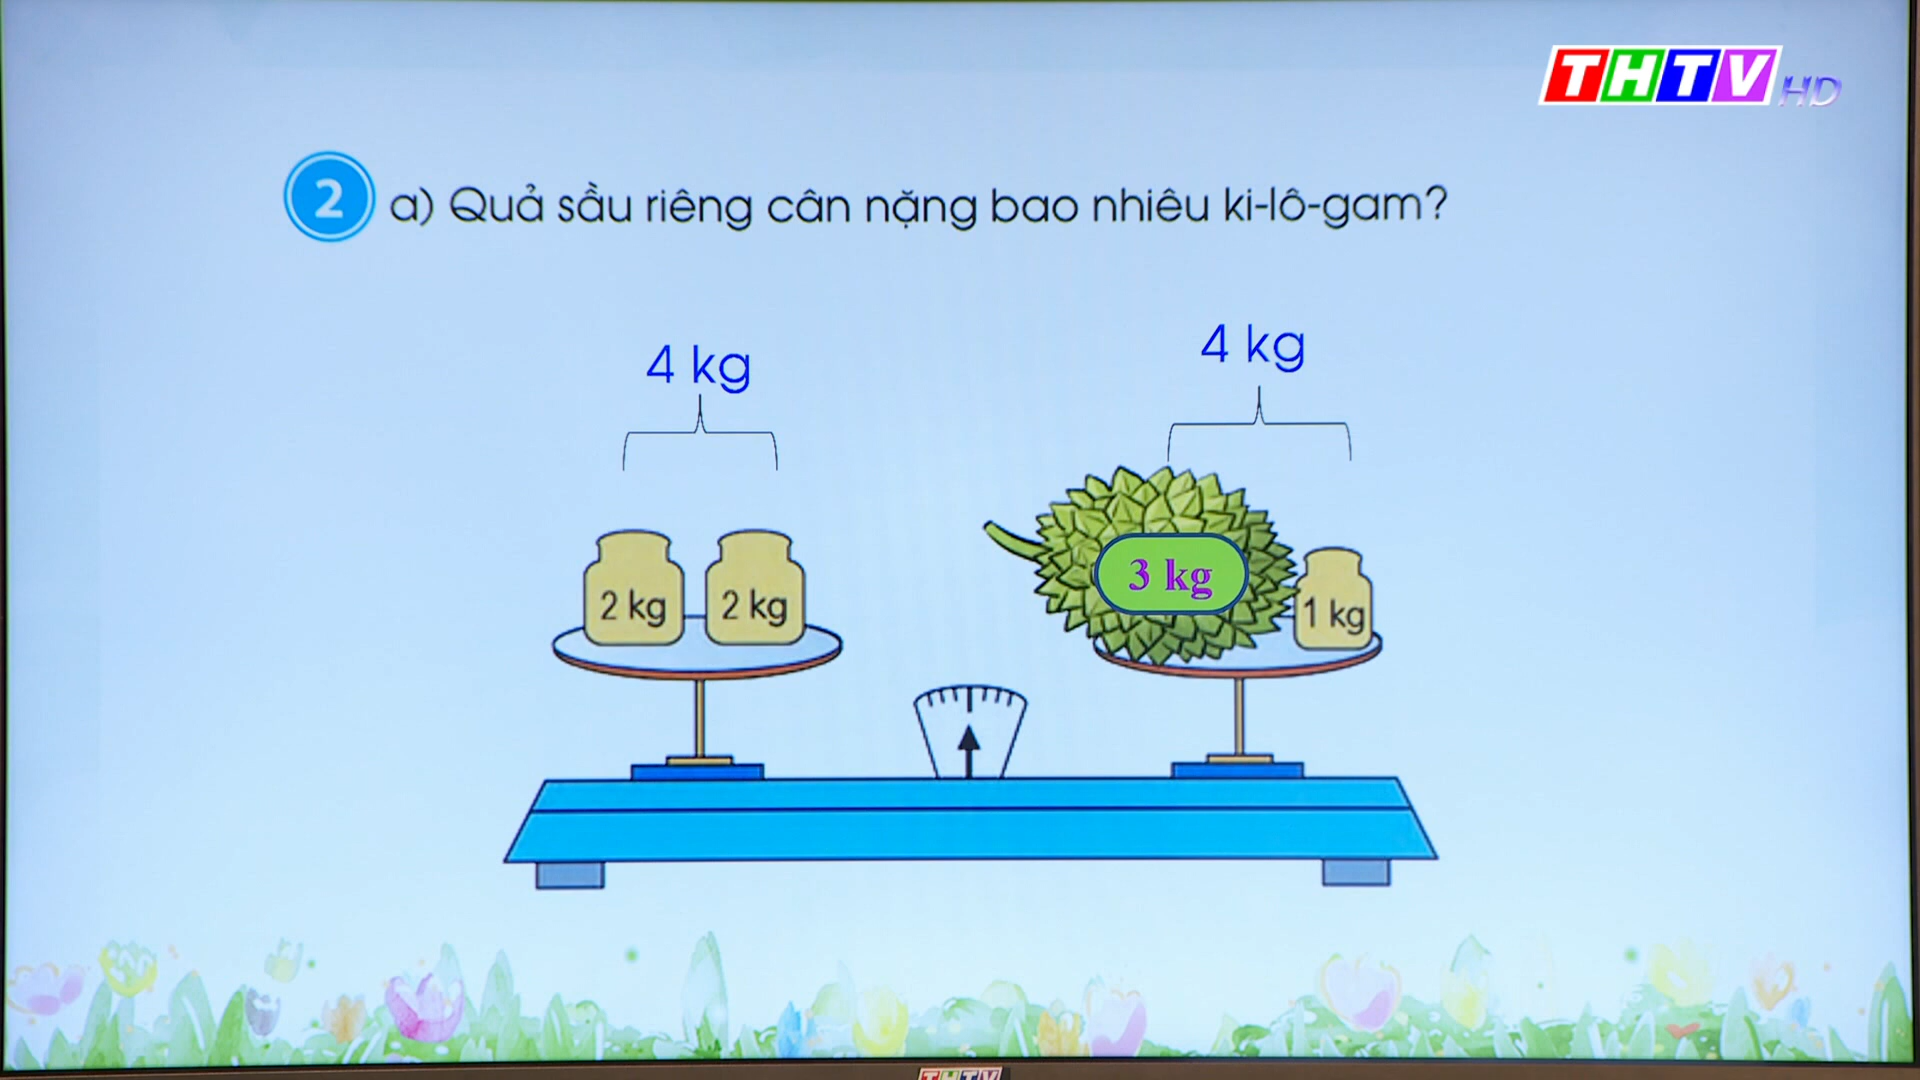 THTV HD
2 a) Quả sầu riêng cân nặng bao nhiêu ki-lô-gam?
4 kg
4 kg
3 kg
2 kg
2 kg
1 kg
THTV